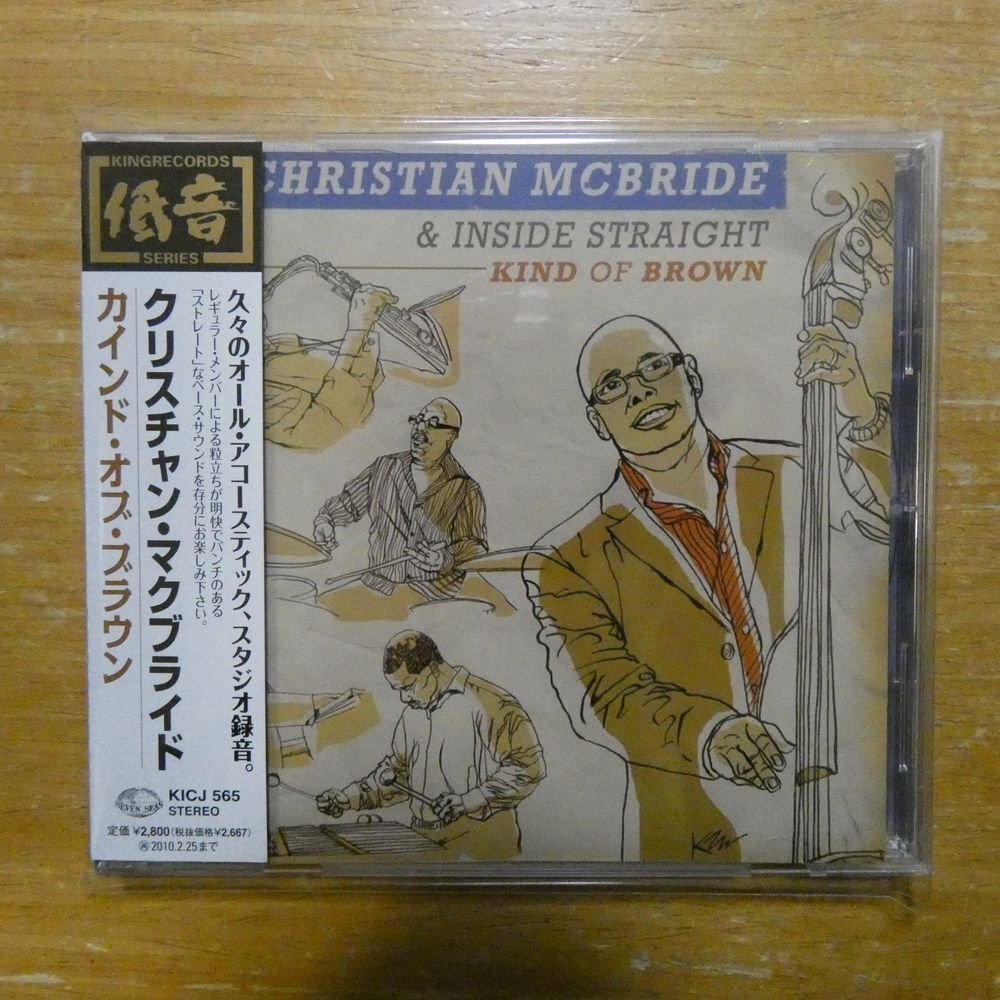 KINGRECORDS
低音
SERIES
久々のオール・アコースティック、スタジオ録音。
レギュラー・メンバーによる粒立ちが明快でパンチのある
「ストレート」なベース・サウンドを存分にお楽しみ下さい。
クリスチャン・マクブライド
カインド・オブ・ブラウン
SEVEN SEAS
KICJ 565
STEREO
定価 ¥2,800(税抜価格¥2,667)
2010.2.25まで
CHRISTIAN MCBRIDE
& INSIDE STRAIGHT
KIND OF BROWN